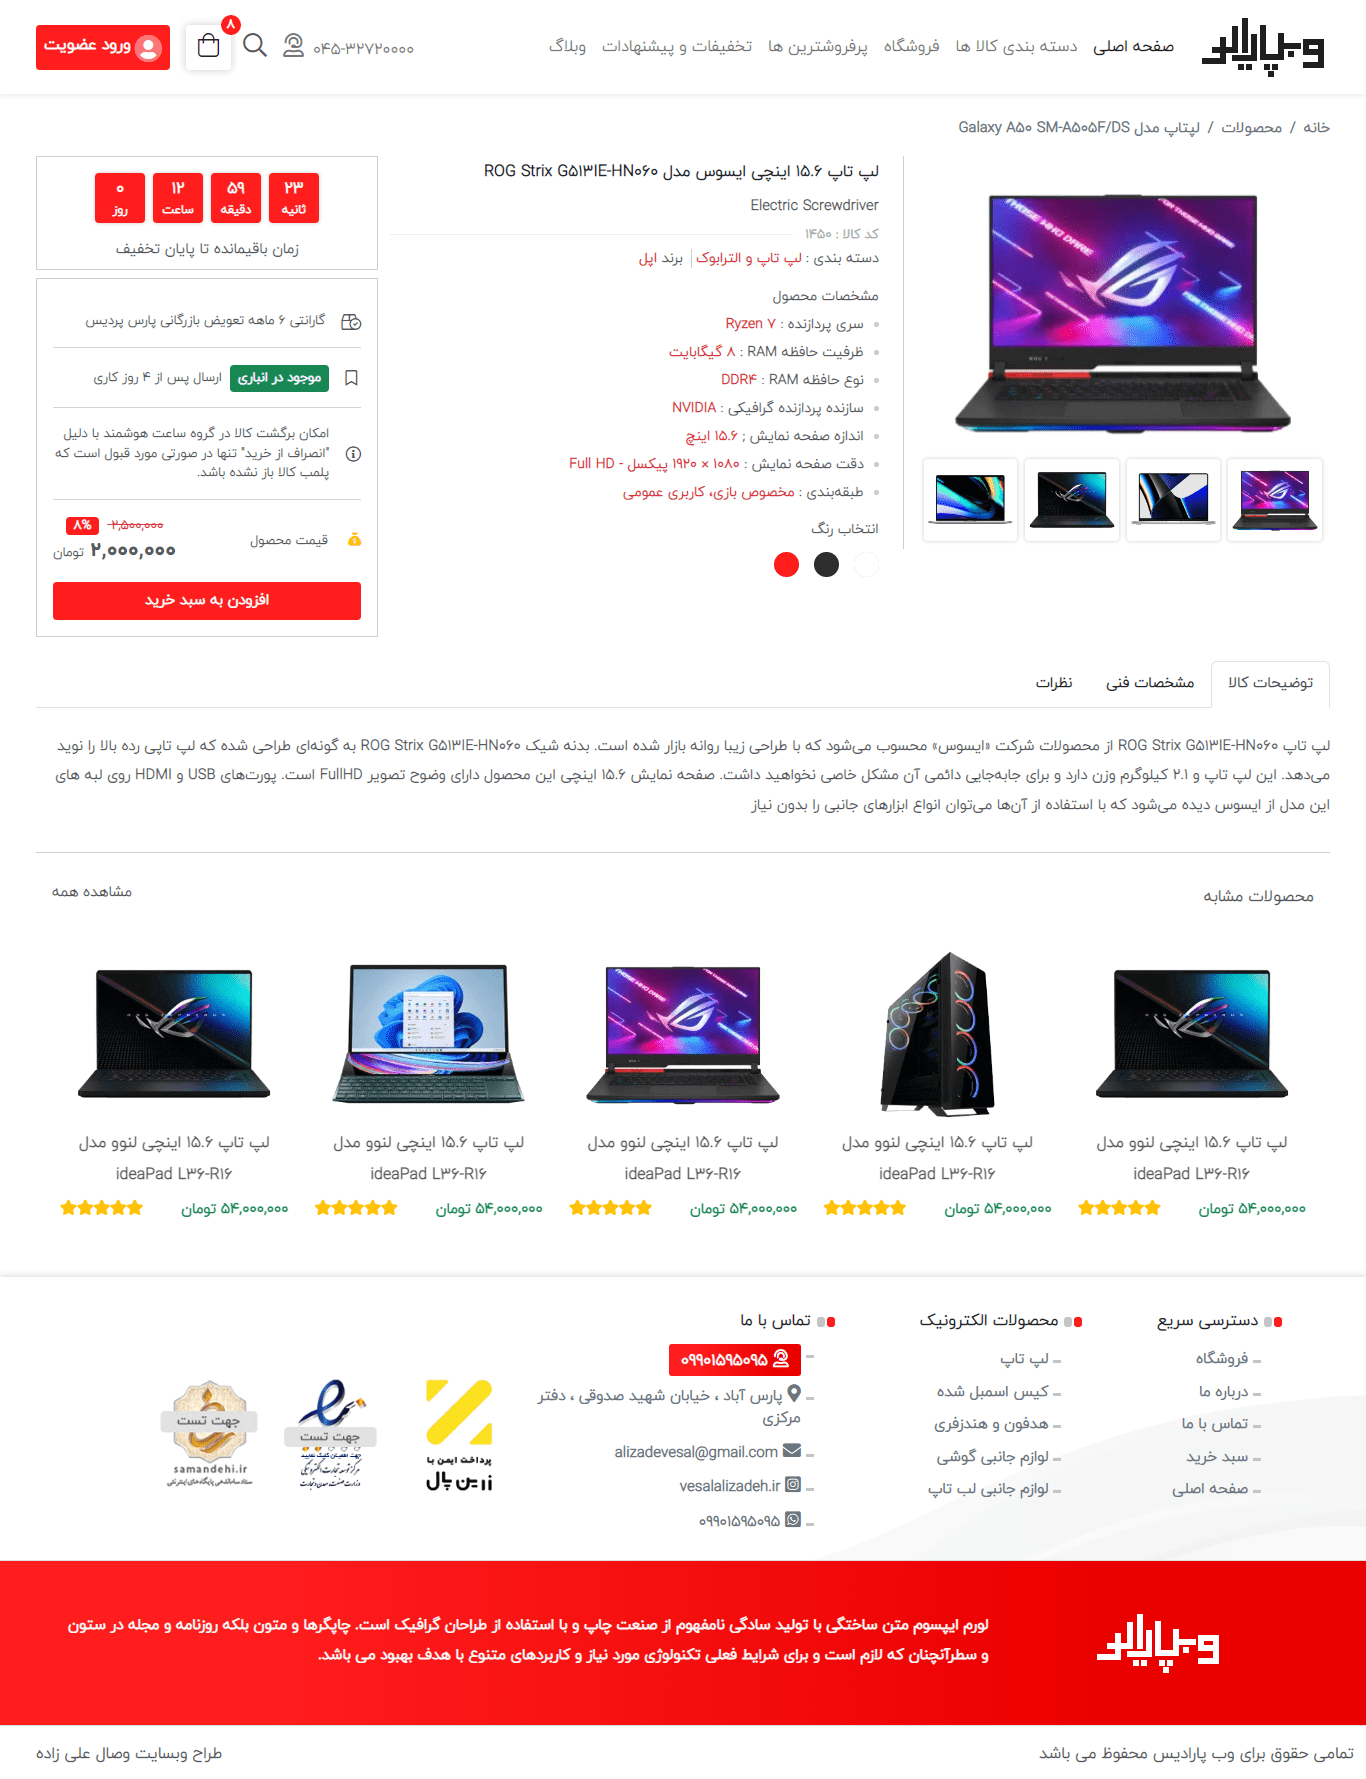 وب پارادایس
صفحه اصلی
دسته بندی کالا ها
فروشگاه
پرفروشترین ها
تخفیفات و پیشنهادات
وبلاگ
۰۴۵-۳۲۷۲۰۰۰۰
۸
ورود عضویت
خانه / محصولات / لپتاپ مدل Galaxy A۵۰ SM-A۵۰۵F/DS
لپ تاپ ۱۵.۶ اینچی ایسوس مدل ROG Strix G۵۱۳IE-HN۰۶۰
Electric Screwdriver
کد کالا : ۱۴۵۰
دسته بندی : لپ تاپ و الترابوک
برند اپل
مشخصات محصول
سری پردازنده : Ryzen ۷
ظرفیت حافظه RAM : ۸ گیگابایت
نوع حافظه RAM : DDR۴
سازنده پردازنده گرافیکی : NVIDIA
اندازه صفحه نمایش ; ۱۵.۶ اینچ
دقت صفحه نمایش : ۱۰۸۰ × ۱۹۲۰ پیکسل - Full HD
طبقه‌بندی : مخصوص بازی، کاربری عمومی
انتخاب رنگ
۲۳ ثانیه
۵۹ دقیقه
۱۲ ساعت
۰ روز
زمان باقیمانده تا پایان تخفیف
گارانتی ۶ ماهه تعویض بازرگانی پارس پردیس
موجود در انباری
ارسال پس از ۴ روز کاری
امکان برگشت کالا در گروه ساعت هوشمند با دلیل
"انصراف از خرید" تنها در صورتی مورد قبول است که
پلمب کالا باز نشده باشد.
قیمت محصول
۲,۵۰۰,۰۰۰-
۸%
۲,۰۰۰,۰۰۰ تومان
افزودن به سبد خرید
توضیحات کالا
مشخصات فنی
نظرات
لپ تاپ ROG Strix G۵۱۳IE-HN۰۶۰ از محصولات شرکت «ایسوس» محسوب می‌شود که با طراحی زیبا روانه بازار شده است. بدنه شیک ROG Strix G۵۱۳IE-HN۰۶۰ به گونه‌ای طراحی شده که لپ تاپی رده بالا را نوید
می‌دهد. این لپ تاپ و ۲.۱ کیلوگرم وزن دارد و برای جابه‌جایی دائمی آن مشکل خاصی نخواهید داشت. صفحه نمایش ۱۵.۶ اینچی این محصول دارای وضوح تصویر FullHD است. پورت‌های USB و HDMI روی لبه های
این مدل از ایسوس دیده می‌شود که با استفاده از آن‌ها می‌توان انواع ابزارهای جانبی را بدون نیاز
محصولات مشابه
مشاهده همه
لپ تاپ ۱۵.۶ اینچی لنوو مدل
ideaPad L۳۶-R۱۶
۵۴,۰۰۰,۰۰۰ تومان
لپ تاپ ۱۵.۶ اینچی لنوو مدل
ideaPad L۳۶-R۱۶
۵۴,۰۰۰,۰۰۰ تومان
لپ تاپ ۱۵.۶ اینچی لنوو مدل
ideaPad L۳۶-R۱۶
۵۴,۰۰۰,۰۰۰ تومان
لپ تاپ ۱۵.۶ اینچی لنوو مدل
ideaPad L۳۶-R۱۶
۵۴,۰۰۰,۰۰۰ تومان
لپ تاپ ۱۵.۶ اینچی لنوو مدل
ideaPad L۳۶-R۱۶
۵۴,۰۰۰,۰۰۰ تومان
دسترسی سریع
فروشگاه
درباره ما
تماس با ما
سبد خرید
صفحه اصلی
محصولات الکترونیک
لپ تاپ
کیس اسمبل شده
هدفون و هندزفری
لوازم جانبی گوشی
لوازم جانبی لب تاپ
تماس با ما
۰۹۹۰۱۵۹۵۰۹۵
پارس آباد ، خیابان شهید صدوقی ، دفتر
مرکزی
alizadevesal@gmail.com
vesalalizadeh.ir
۰۹۹۰۱۵۹۵۰۹۵
پرداخت ایمن با
زرین پال
جهت تست
مرکز توسعه تجارت الکترونیکی
وزارت صنعت، معدن و تجارت
جهت تست
samandehi.ir
ستاد ساماندهی پایگاه‌های اینترنتی
لورم ایپسوم متن ساختگی با تولید سادگی نامفهوم از صنعت چاپ و با استفاده از طراحان گرافیک است. چاپگرها و متون بلکه روزنامه و مجله در ستون
و سطرآنچنان که لازم است و برای شرایط فعلی تکنولوژی مورد نیاز و کاربردهای متنوع با هدف بهبود می باشد.
تمامی حقوق برای وب پارادیس محفوظ می باشد
طراح وبسایت وصال علی زاده